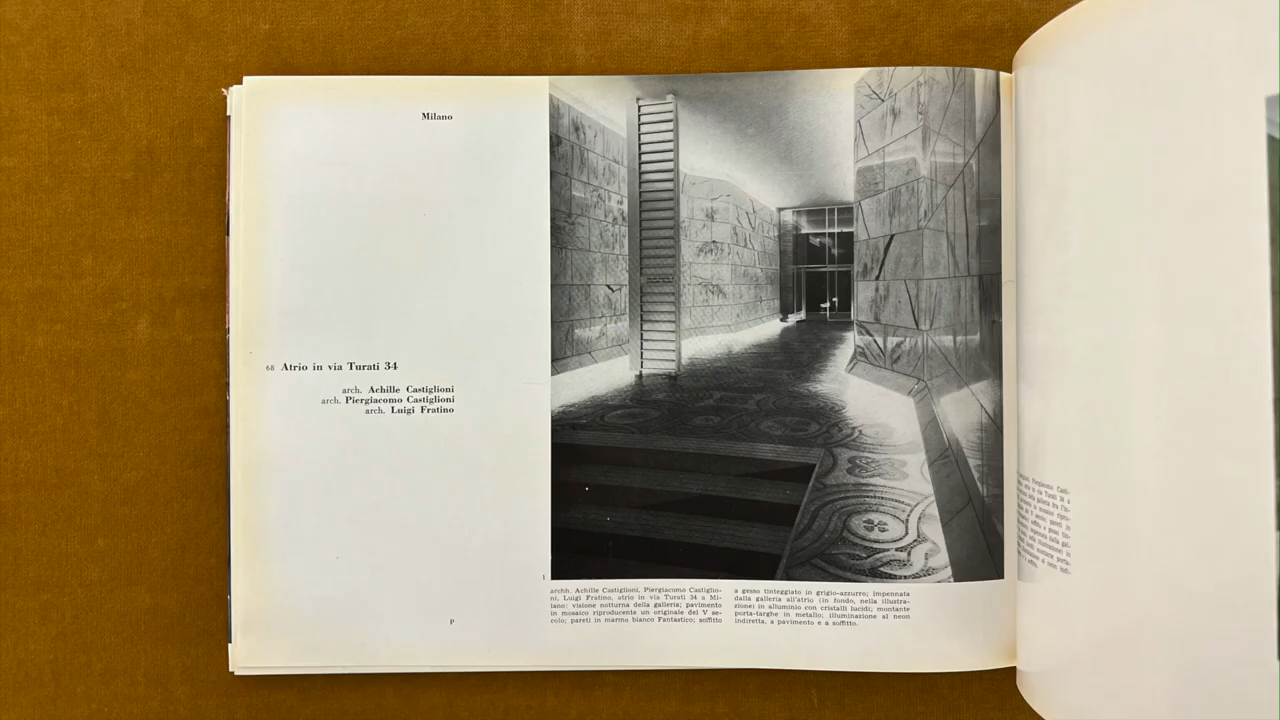 Milano
68 Atrio in via Turati 34
arch. Achille Castiglioni
arch. Piergiacomo Castiglioni
arch. Luigi Fratino
p
1
archh. Achille Castiglioni, Piergiacomo Castiglio-
ni, Luigi Fratino, atrio in via Turati 34 a Mi-
lano: visione notturna della galleria; pavimento
in mosaico riproducente un originale del V se-
colo; pareti in marmo bianco Fantastico; soffitto
a gesso tinteggiato in grigio-azzurro; impennata
dalla galleria all'atrio (in fondo, nella illustra-
zione) in alluminio con cristalli lucidi; montante
porta-targhe in metallo; illuminazione al neon
indiretta, a pavimento e a soffitto.